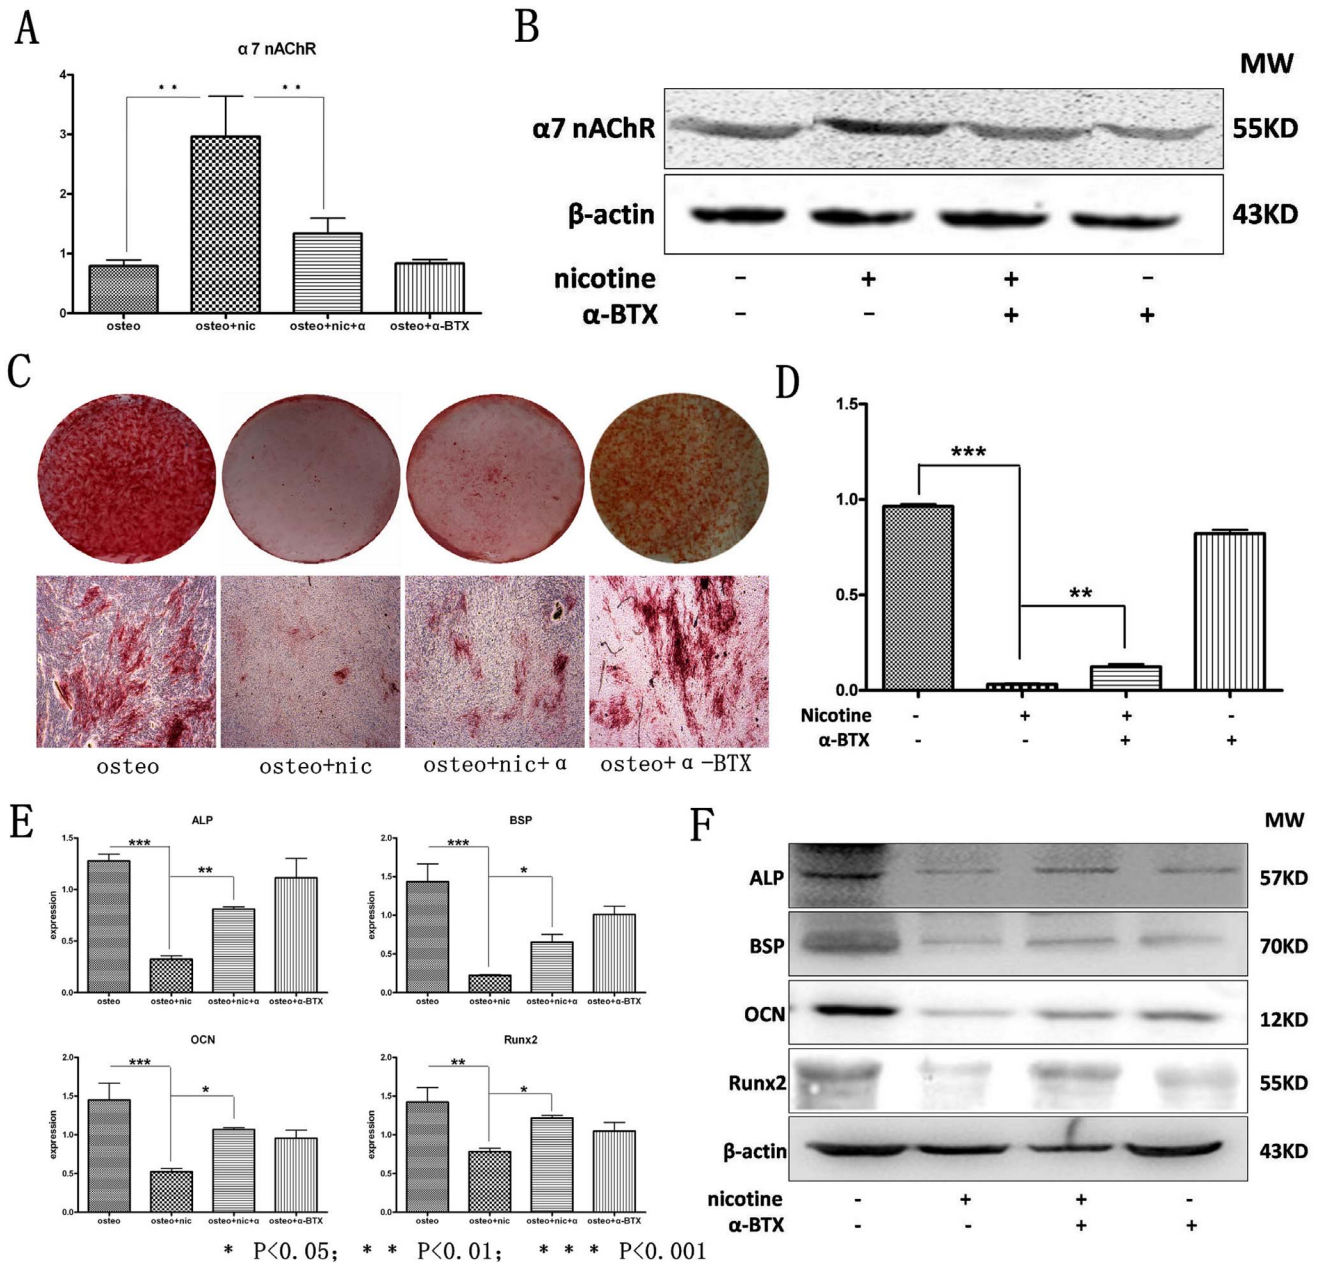 A
α 7 nAChR
4
3
2
1
0
* *
* *
osteo osteo+nic osteo+nic+α osteo+α-BTX
B
MW
α7 nAChR 55KD
β-actin 43KD
nicotine - + + -
α-BTX - - + +
C
osteo osteo+nic osteo+nic+α osteo+α-BTX
D
1.5
1.0
0.5
0.0
***
**
Nicotine - + + -
α-BTX - - + +
E
ALP
expression
1.5
1.0
0.5
0.0
***
**
osteo osteo+nic osteo+nic+α osteo+α-BTX
BSP
expression
2.0
1.5
1.0
0.5
0.0
***
*
osteo osteo+nic osteo+nic+α osteo+α-BTX
OCN
expression
2.0
1.5
1.0
0.5
0.0
***
*
osteo osteo+nic osteo+nic+α osteo+α-BTX
Runx2
expression
2.0
1.5
1.0
0.5
0.0
**
*
osteo osteo+nic osteo+nic+α osteo+α-BTX
* P<0.05; * * P<0.01; * * * P<0.001
F
MW
ALP 57KD
BSP 70KD
OCN 12KD
Runx2 55KD
β-actin 43KD
nicotine - + + -
α-BTX - - + +